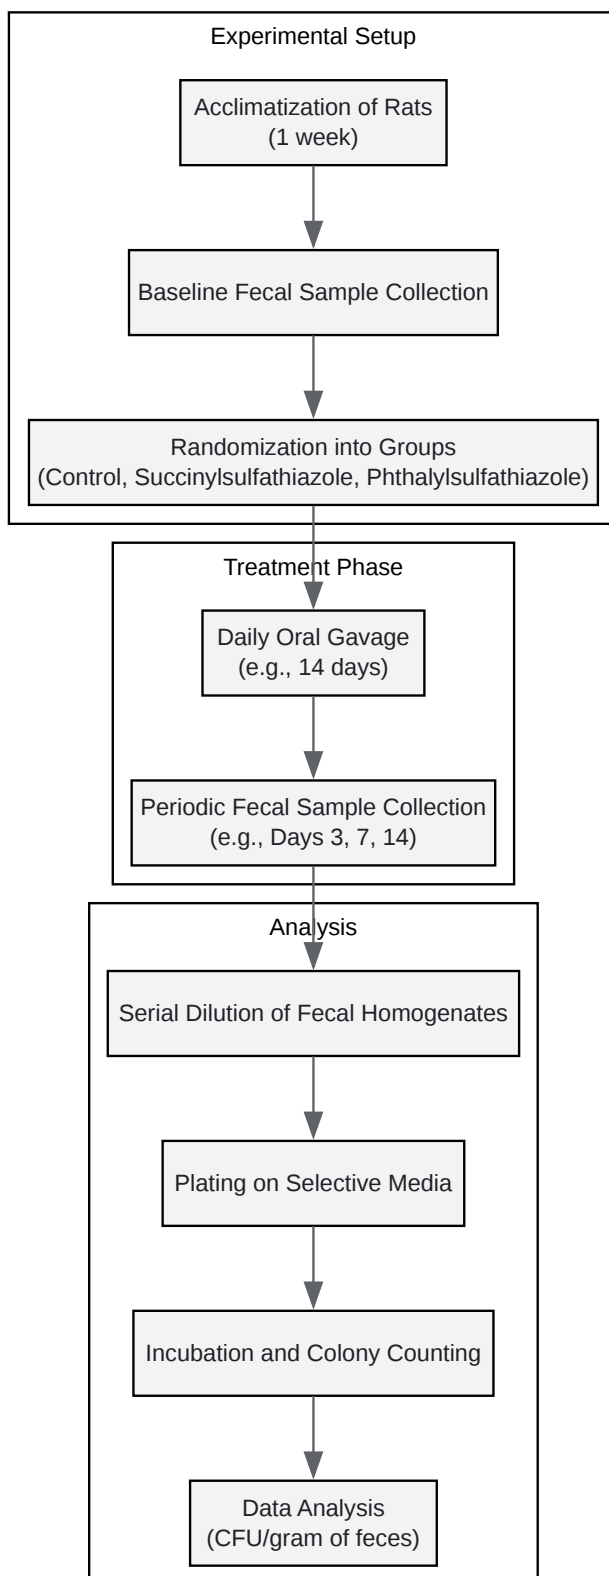 Experimental Setup
Acclimatization of Rats
(1 week)
Baseline Fecal Sample Collection
Randomization into Groups
(Control, Succinylsulfathiazole, Phthalylsulfathiazole)
Treatment Phase
Daily Oral Gavage
(e.g., 14 days)
Periodic Fecal Sample Collection
(e.g., Days 3, 7, 14)
Analysis
Serial Dilution of Fecal Homogenates
Plating on Selective Media
Incubation and Colony Counting
Data Analysis
(CFU/gram of feces)